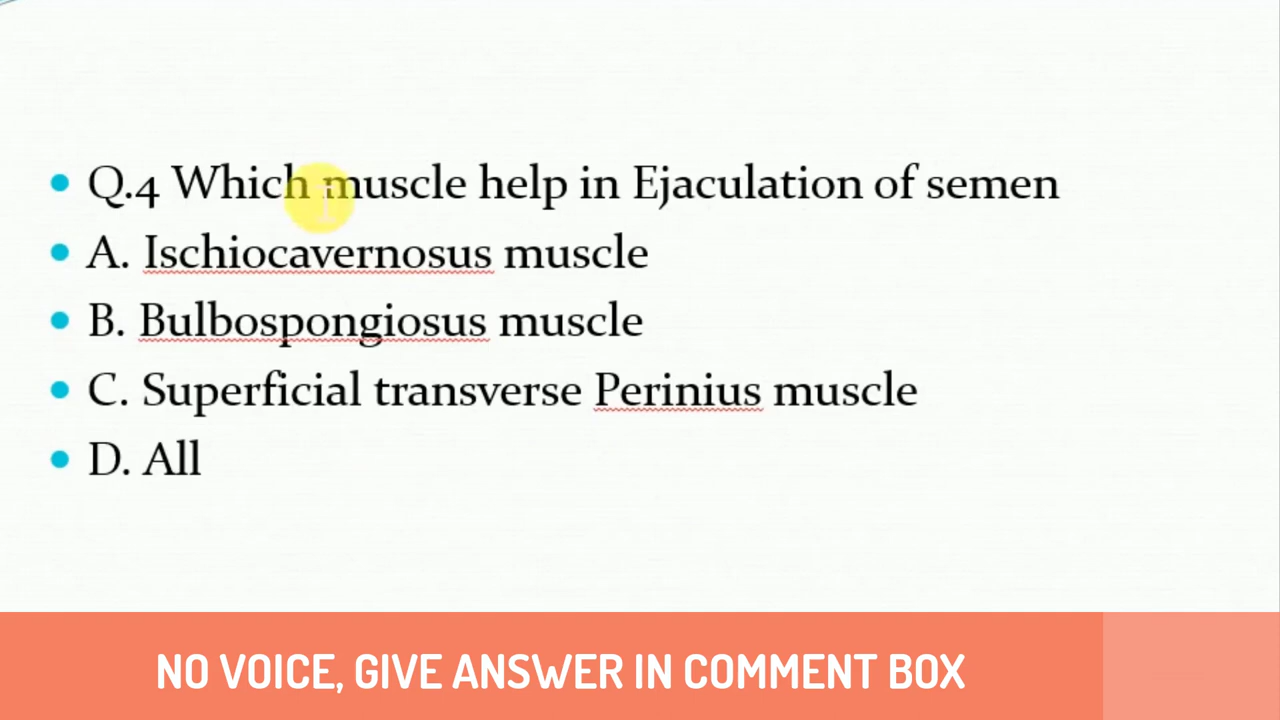 Q.4 Which muscle help in Ejaculation of semen
A. Ischiocavernosus muscle
B. Bulbospongiosus muscle
C. Superficial transverse Perinius muscle
D. All
NO VOICE, GIVE ANSWER IN COMMENT BOX